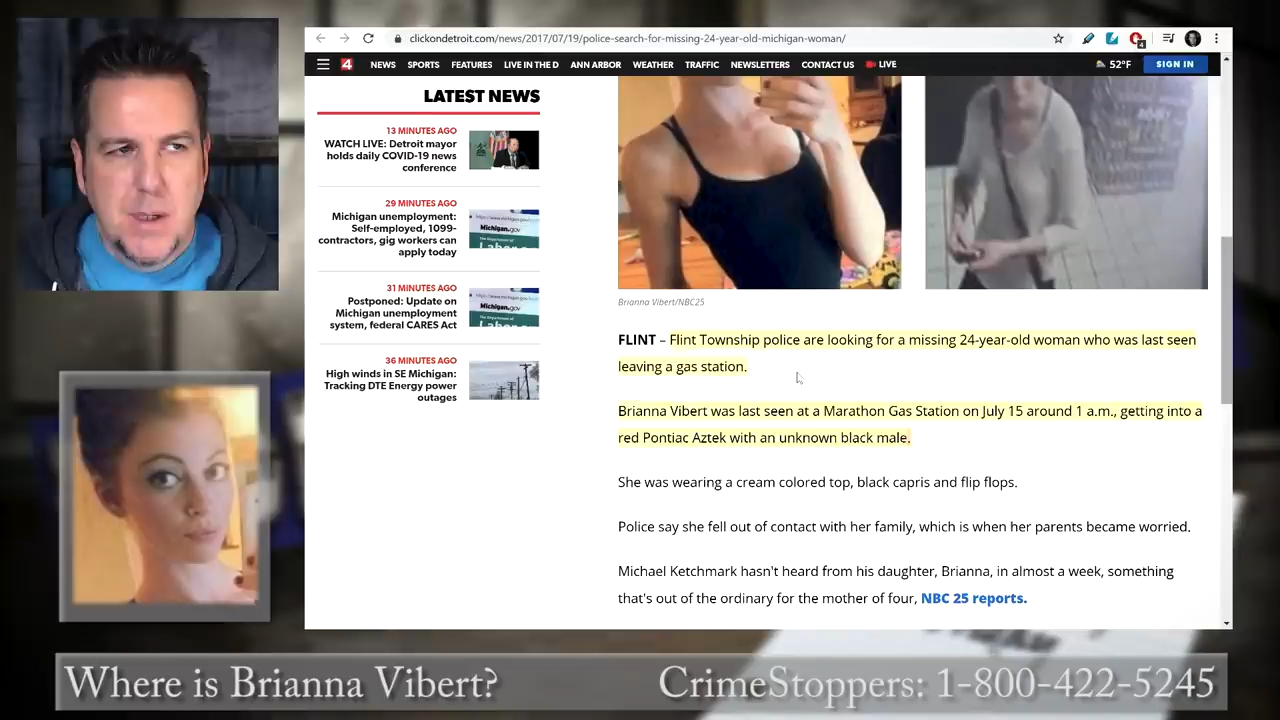 clickondetroit.com/news/2017/07/19/police-search-for-missing-24-year-old-michigan-woman/
4
4 NEWS SPORTS FEATURES LIVE IN THE D ANN ARBOR WEATHER TRAFFIC NEWSLETTERS CONTACT US LIVE 52°F SIGN IN
LATEST NEWS
13 MINUTES AGO
WATCH LIVE: Detroit mayor
holds daily COVID-19 news
conference
29 MINUTES AGO
Michigan unemployment:
Self-employed, 1099-
contractors, gig workers can
apply today
Michigan.gov
31 MINUTES AGO
Postponed: Update on
Michigan unemployment
system, federal CARES Act
Michigan.gov
36 MINUTES AGO
High winds in SE Michigan:
Tracking DTE Energy power
outages
Brianna Vibert/NBC25
FLINT – Flint Township police are looking for a missing 24-year-old woman who was last seen
leaving a gas station.
Brianna Vibert was last seen at a Marathon Gas Station on July 15 around 1 a.m., getting into a
red Pontiac Aztek with an unknown black male.
She was wearing a cream colored top, black capris and flip flops.
Police say she fell out of contact with her family, which is when her parents became worried.
Michael Ketchmark hasn't heard from his daughter, Brianna, in almost a week, something
that's out of the ordinary for the mother of four, NBC 25 reports.
Where is Brianna Vibert?
CrimeStoppers: 1-800-422-5245